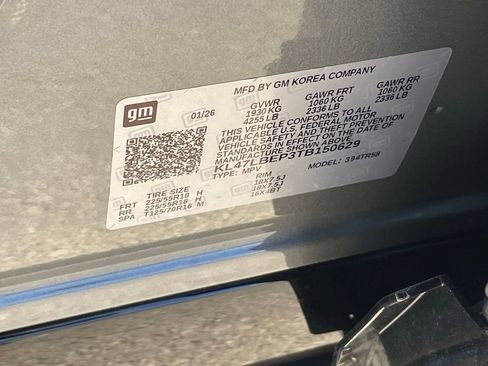 MFD BY GM KOREA COMPANY
gm
01/26
GVWR GAWR FRT GAWR RR
1930 KG 1060 KG 1060 KG
4255 LB 2336 LB 2336 LB
THIS VEHICLE CONFORMS TO ALL
APPLICABLE U.S. FEDERAL MOTOR
VEHICLE SAFETY AND THEFT PREVENTION
STANDARDS IN EFFECT ON THE DATE OF
MANUFACTURE SHOWN ABOVE.
KL47LBEP3TB150629
TYPE: MPV MODEL: 394TR58
TIRE SIZE RIM
FRT 225/55R18 H 18X7.5J
RR 225/55R18 H 18X7.5J
SPA T125/70R16 M 16X4BT